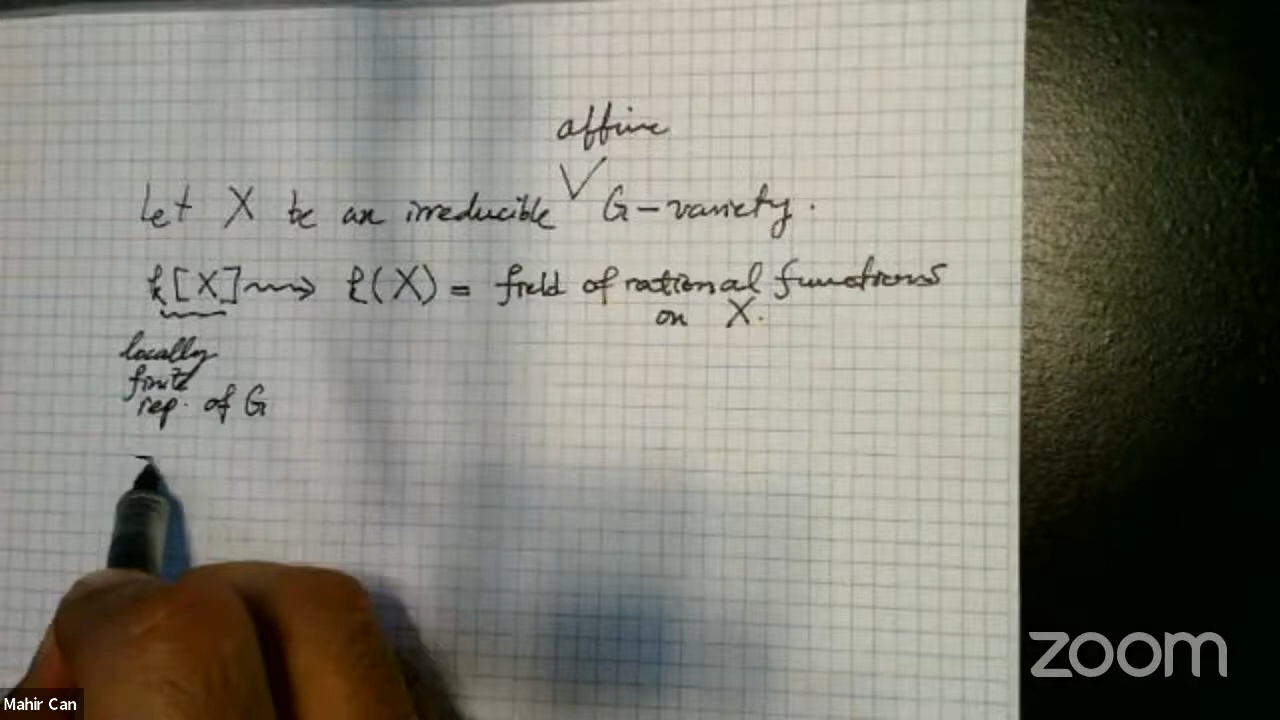 affine
Let X be an irreducible G-variety.
k[X] ⇝ k(X) = field of rational functions
on X.
locally
finite
rep. of G
zoom
Mahir Can